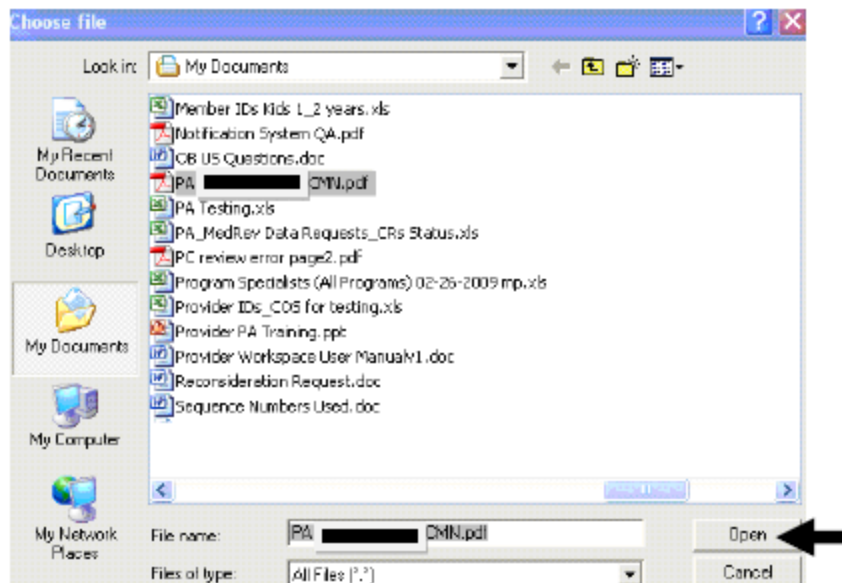 Choose file
Look in: My Documents
My Recent
Documents
Desktop
My Documents
My Computer
My Network
Places
Member IDs Kids 1_2 years.xls
Notification System QA.pdf
OB US Questions.doc
PA CMN.pdf
PA Testing.xls
PA_MedRev Data Requests_CRs Status.xls
PC review error page2.pdf
Program Specialists (All Programs) 02-26-2009 mp.xls
Provider IDs_COS for testing.xls
Provider PA Training.ppt
Provider Workspace User Manualv1.doc
Reconsideration Request.doc
Sequence Numbers Used.doc
File name: PA CMN.pdf Open
Files of type: All Files (*.*) Cancel